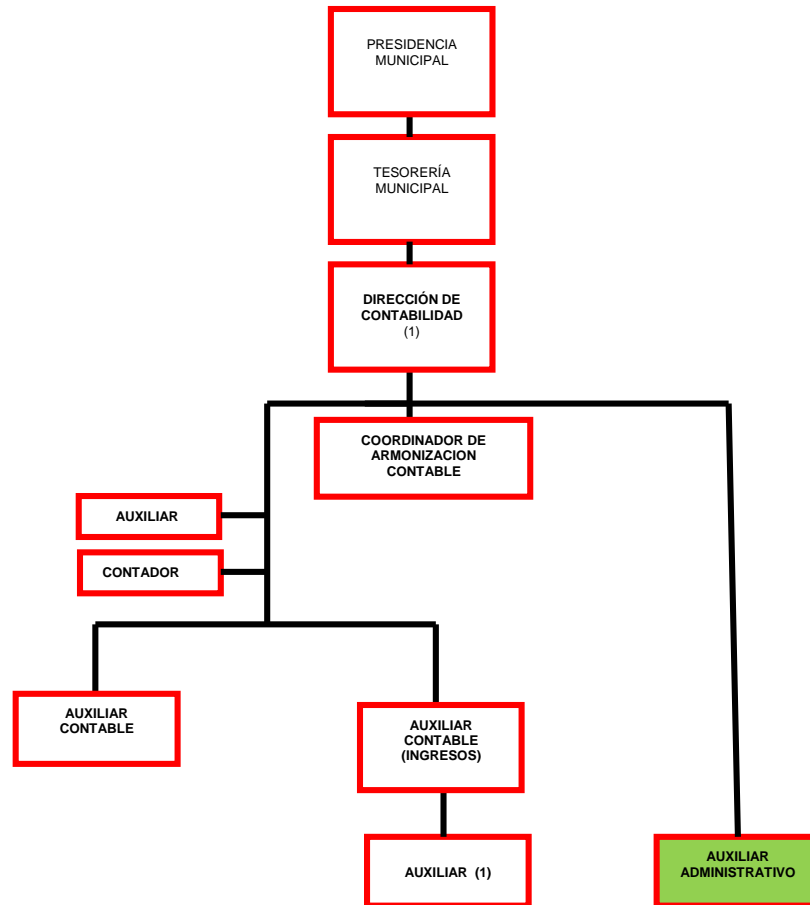 PRESIDENCIA
MUNICIPAL
TESORERÍA
MUNICIPAL
DIRECCIÓN DE
CONTABILIDAD
(1)
COORDINADOR DE
ARMONIZACION
CONTABLE
AUXILIAR
CONTADOR
AUXILIAR
CONTABLE
AUXILIAR
CONTABLE
(INGRESOS)
AUXILIAR (1)
AUXILIAR
ADMINISTRATIVO